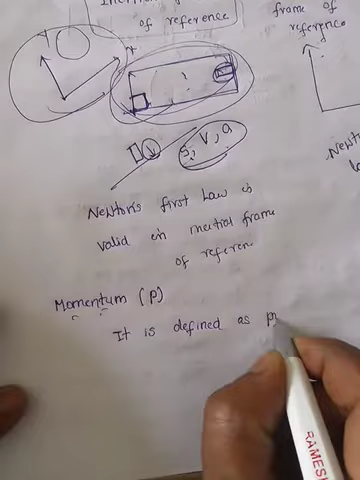 of reference
frame of
reference
s, v, a
Newton's first Law is
valid in inertial frame
of referen
Momentum (P)
It is defined as
RAMESH